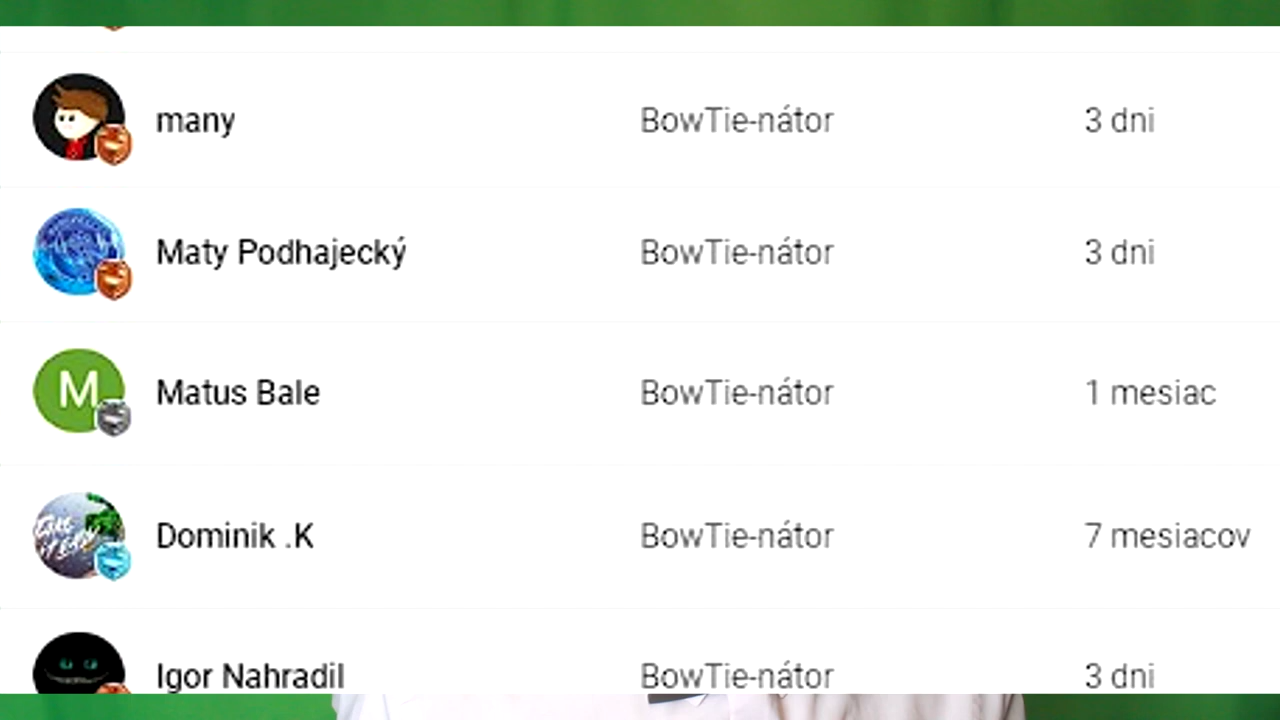 many BowTie-nátor 3 dni
Maty Podhajecký BowTie-nátor 3 dni
M
Matus Bale BowTie-nátor 1 mesiac
Dominik .K BowTie-nátor 7 mesiacov
Igor Nahradil BowTie-nátor 3 dni